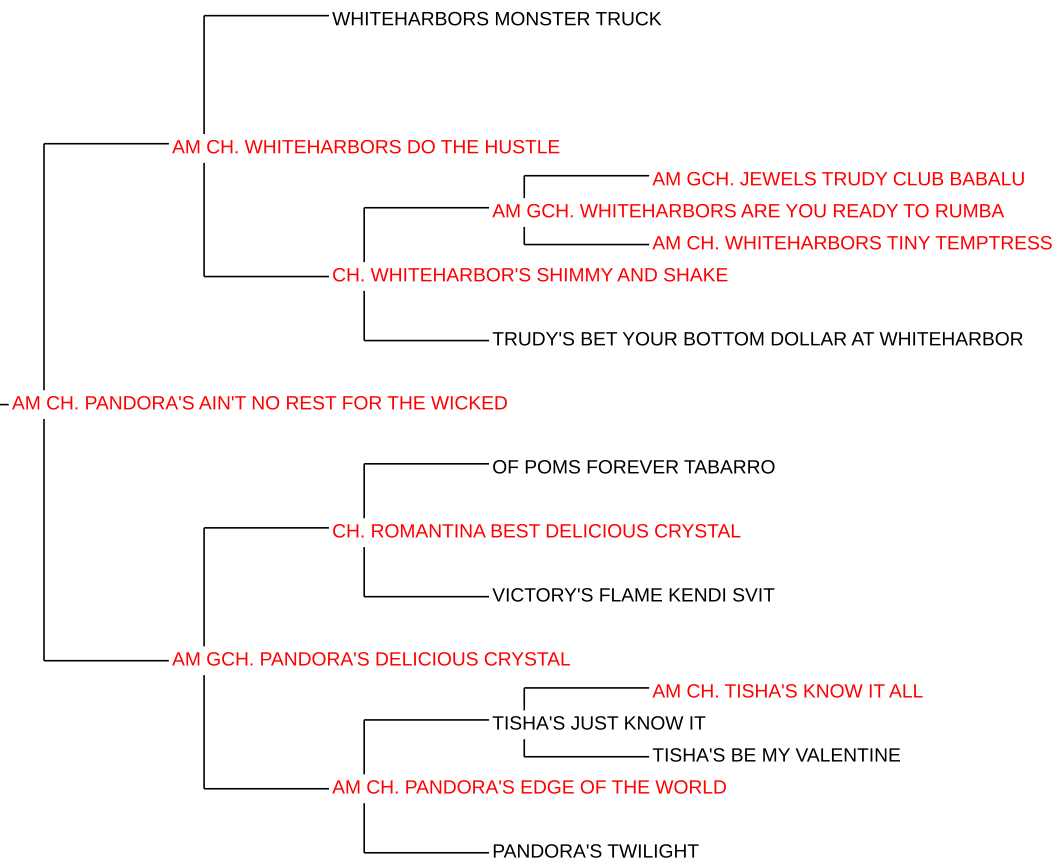 WHITEHARBORS MONSTER TRUCK
AM CH. WHITEHARBORS DO THE HUSTLE
AM GCH. JEWELS TRUDY CLUB BABALU
AM GCH. WHITEHARBORS ARE YOU READY TO RUMBA
AM CH. WHITEHARBORS TINY TEMPTRESS
CH. WHITEHARBOR'S SHIMMY AND SHAKE
TRUDY'S BET YOUR BOTTOM DOLLAR AT WHITEHARBOR
AM CH. PANDORA'S AIN'T NO REST FOR THE WICKED
OF POMS FOREVER TABARRO
CH. ROMANTINA BEST DELICIOUS CRYSTAL
VICTORY'S FLAME KENDI SVIT
AM GCH. PANDORA'S DELICIOUS CRYSTAL
AM CH. TISHA'S KNOW IT ALL
TISHA'S JUST KNOW IT
TISHA'S BE MY VALENTINE
AM CH. PANDORA'S EDGE OF THE WORLD
PANDORA'S TWILIGHT